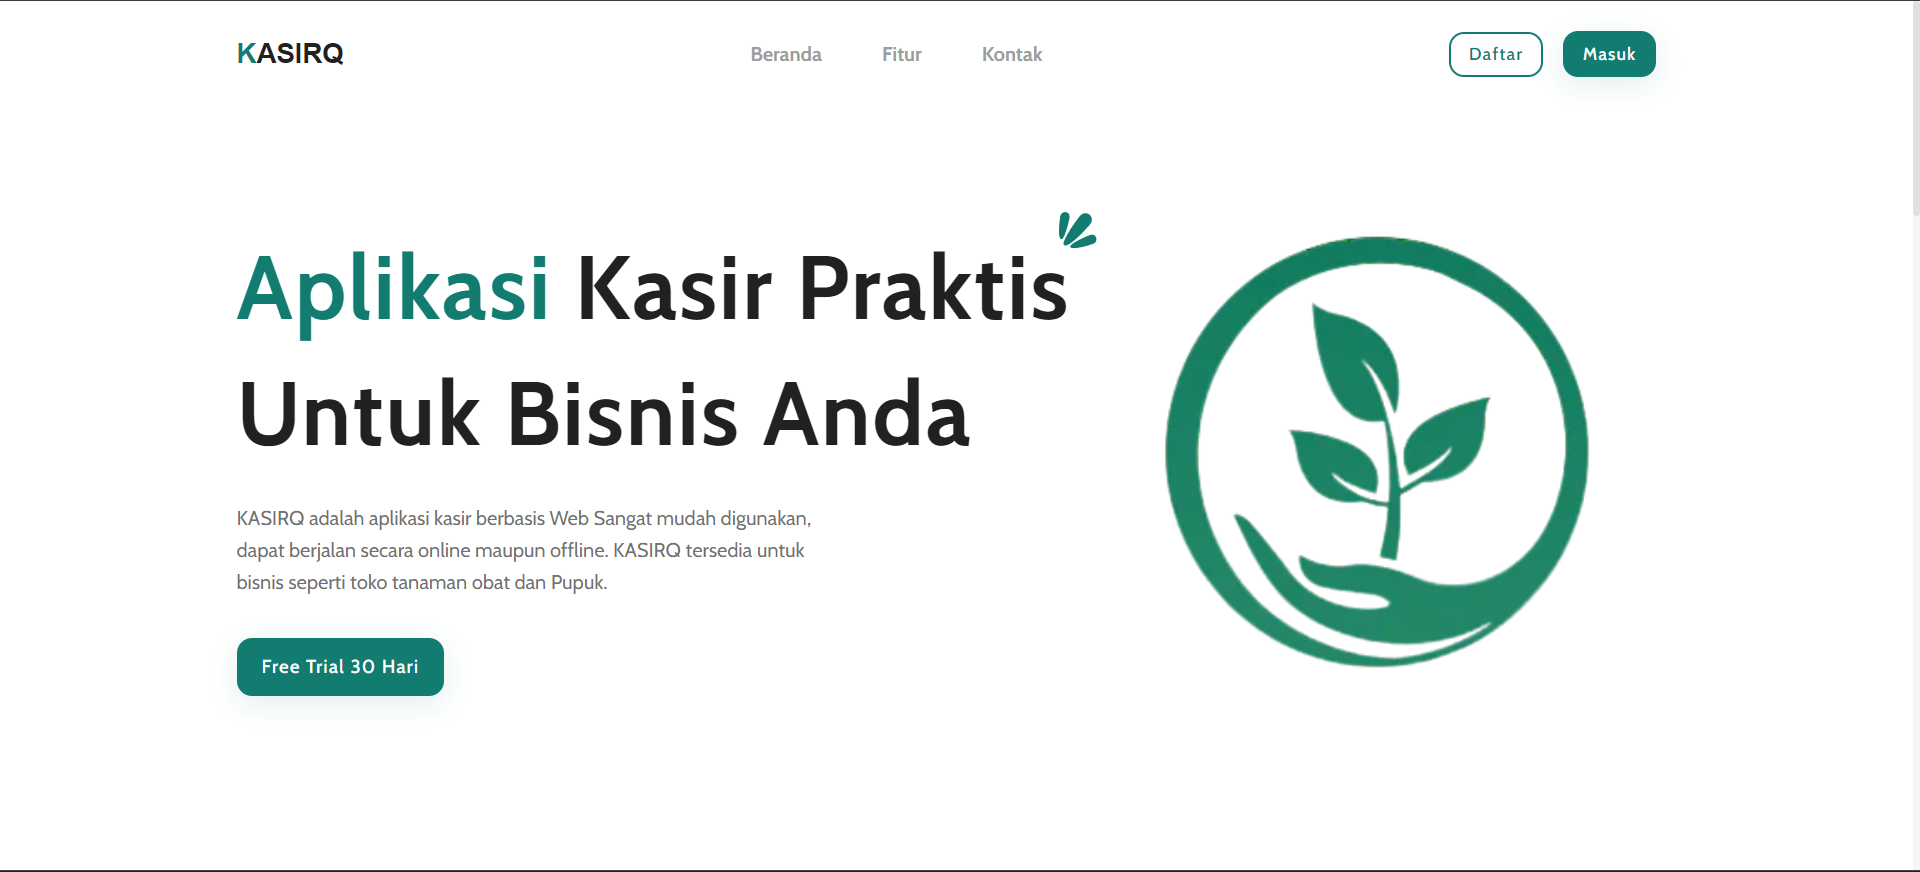 KASIRQ
Beranda
Fitur
Kontak
Daftar
Masuk
Aplikasi Kasir Praktis
Untuk Bisnis Anda
KASIRQ adalah aplikasi kasir berbasis Web Sangat mudah digunakan,
dapat berjalan secara online maupun offline. KASIRQ tersedia untuk
bisnis seperti toko tanaman obat dan Pupuk.
Free Trial 30 Hari